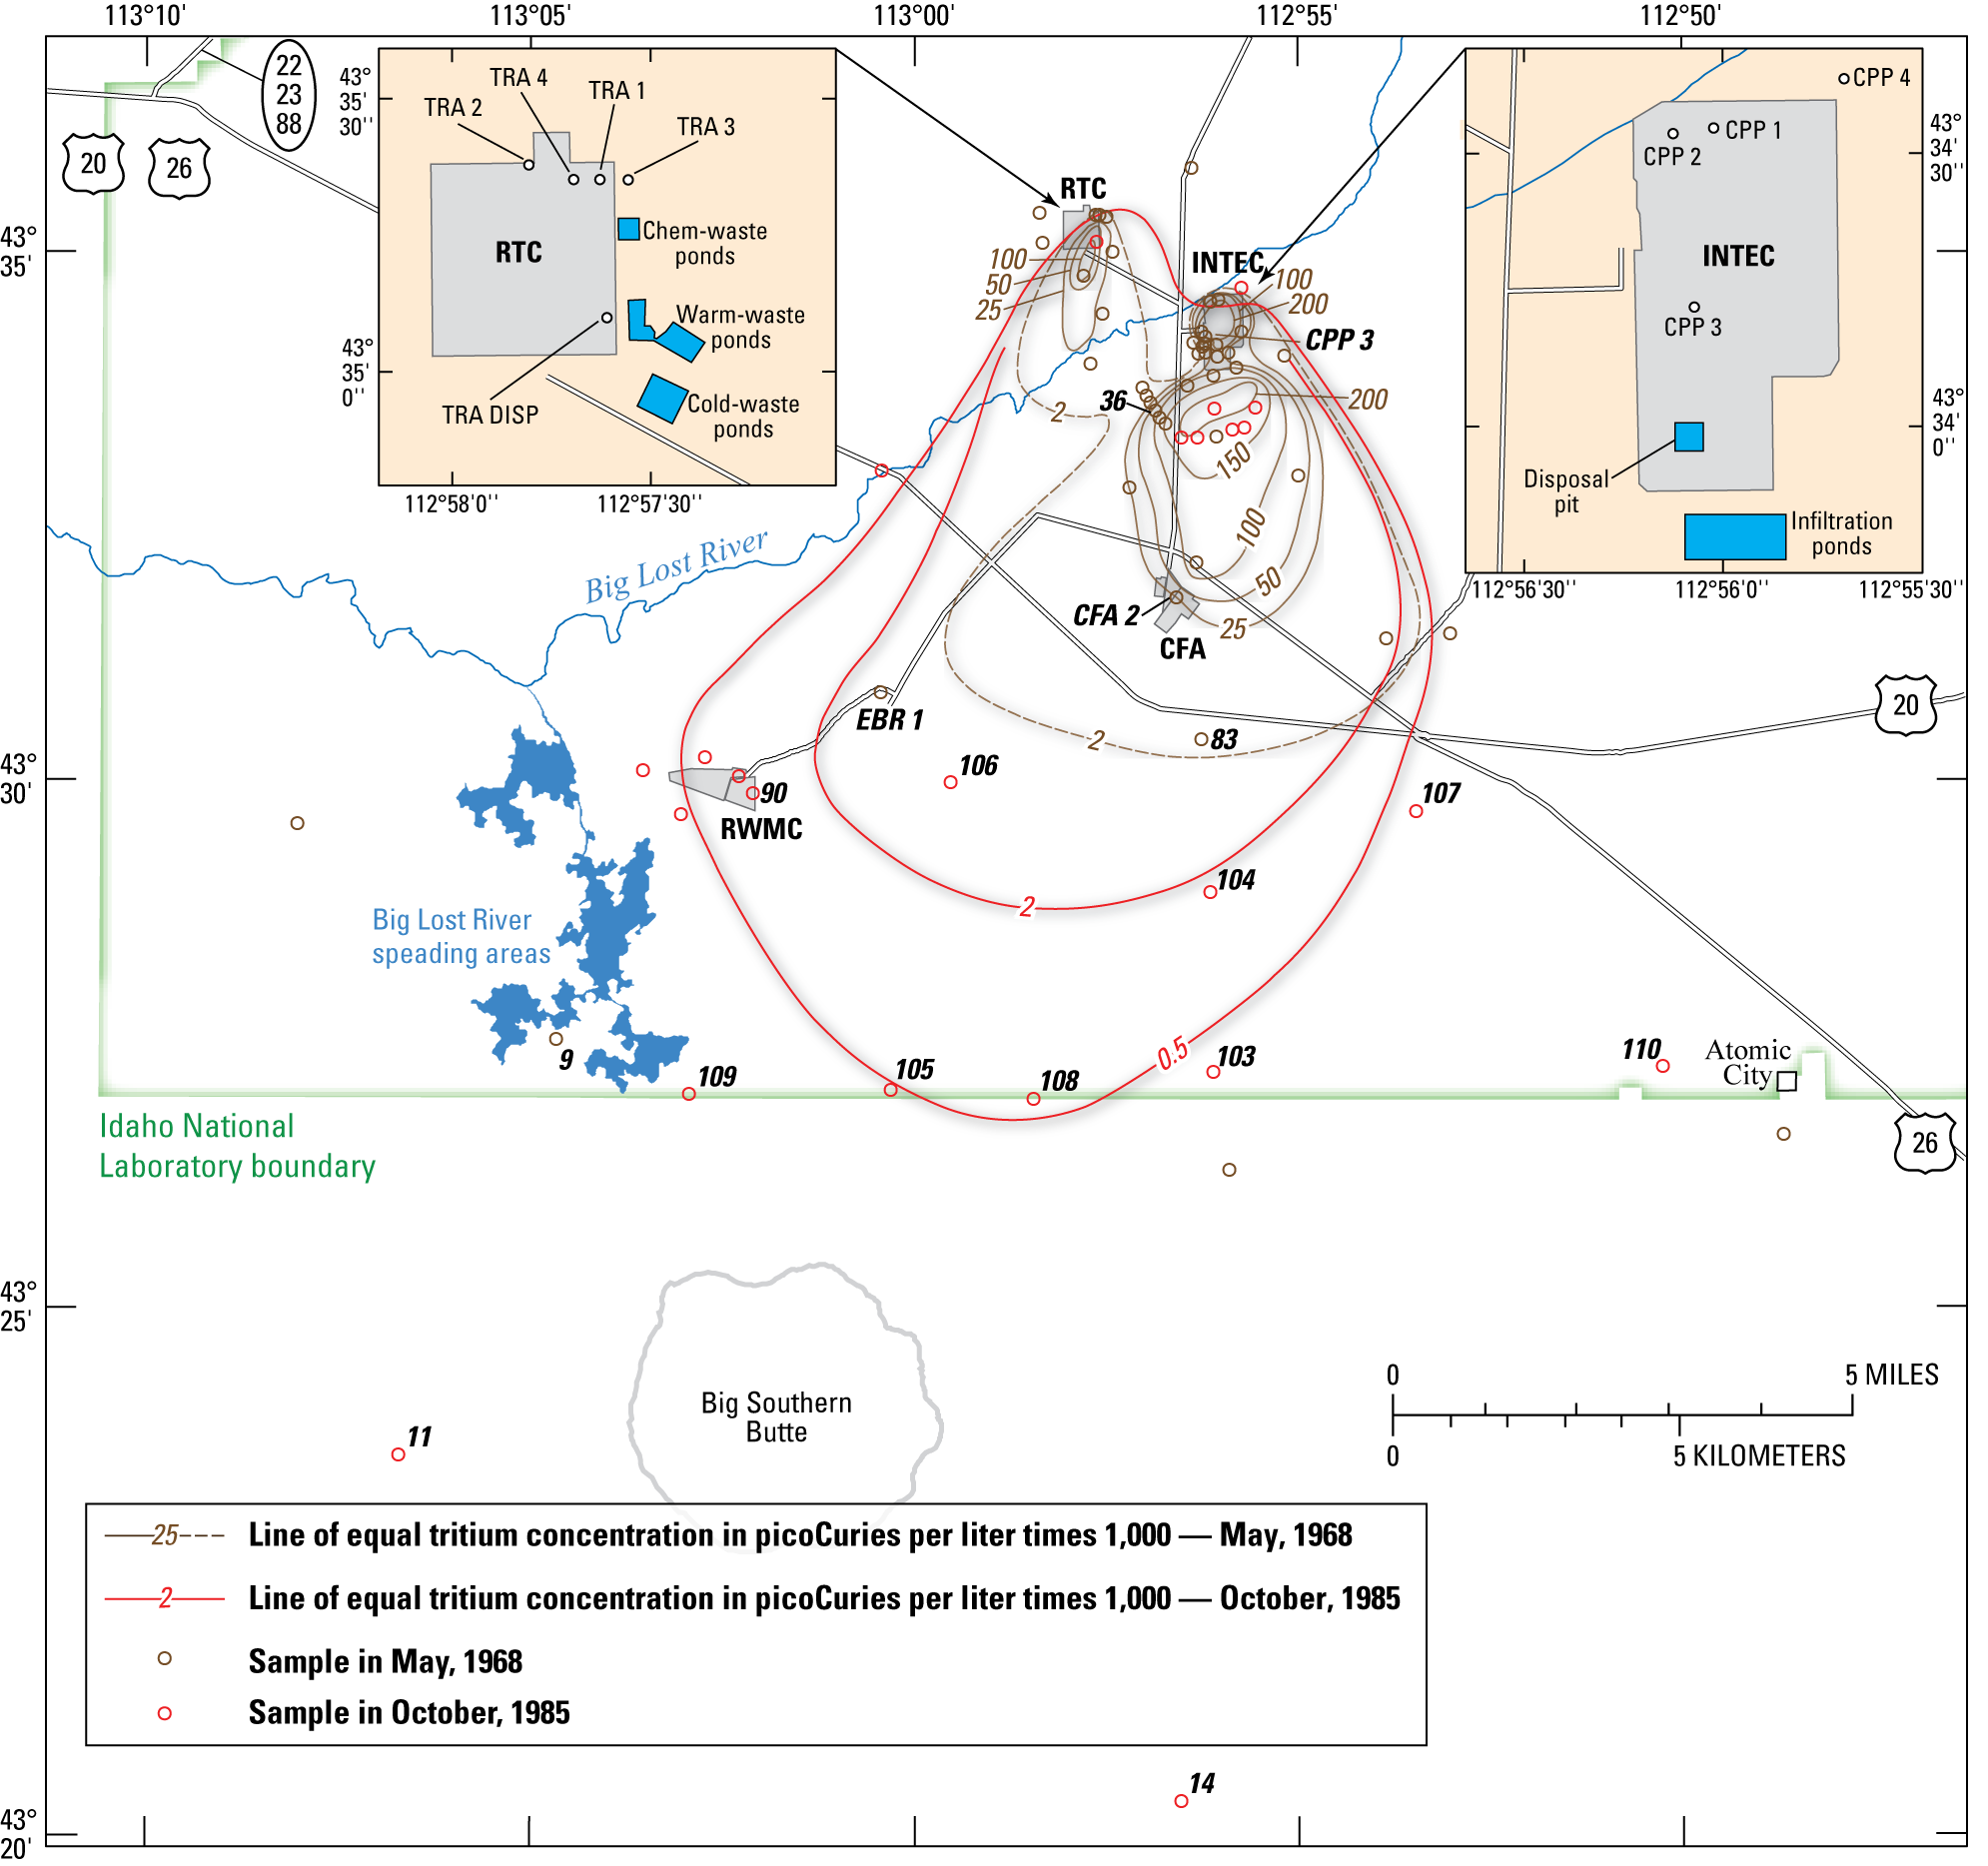 113°10'
113°05'
113°00'
112°55'
112°50'
22
23
88
20
26
43°
35'
30''
TRA 4
TRA 2
TRA 1
TRA 3
RTC
Chem-waste
ponds
Warm-waste
ponds
Cold-waste
ponds
TRA DISP
43°
35'
0''
112°58'0''
112°57'30''
CPP 4
CPP 1
CPP 2
INTEC
CPP 3
Disposal
pit
Infiltration
ponds
43°
34'
30''
43°
34'
0''
112°56'30''
112°56'0''
112°55'30''
43°
35'
RTC
INTEC
100
50
25
100
200
CPP 3
36
200
2
150
100
50
25
CFA 2
CFA
Big Lost River
EBR 1
2
83
20
43°
30'
106
107
90
RWMC
104
2
Big Lost River
speading areas
0.5
103
110
Atomic
City
9
109
105
108
Idaho National
Laboratory boundary
26
43°
25'
Big Southern
Butte
0
5 MILES
0
5 KILOMETERS
11
25
Line of equal tritium concentration in picoCuries per liter times 1,000 — May, 1968
2
Line of equal tritium concentration in picoCuries per liter times 1,000 — October, 1985
Sample in May, 1968
Sample in October, 1985
14
43°
20'